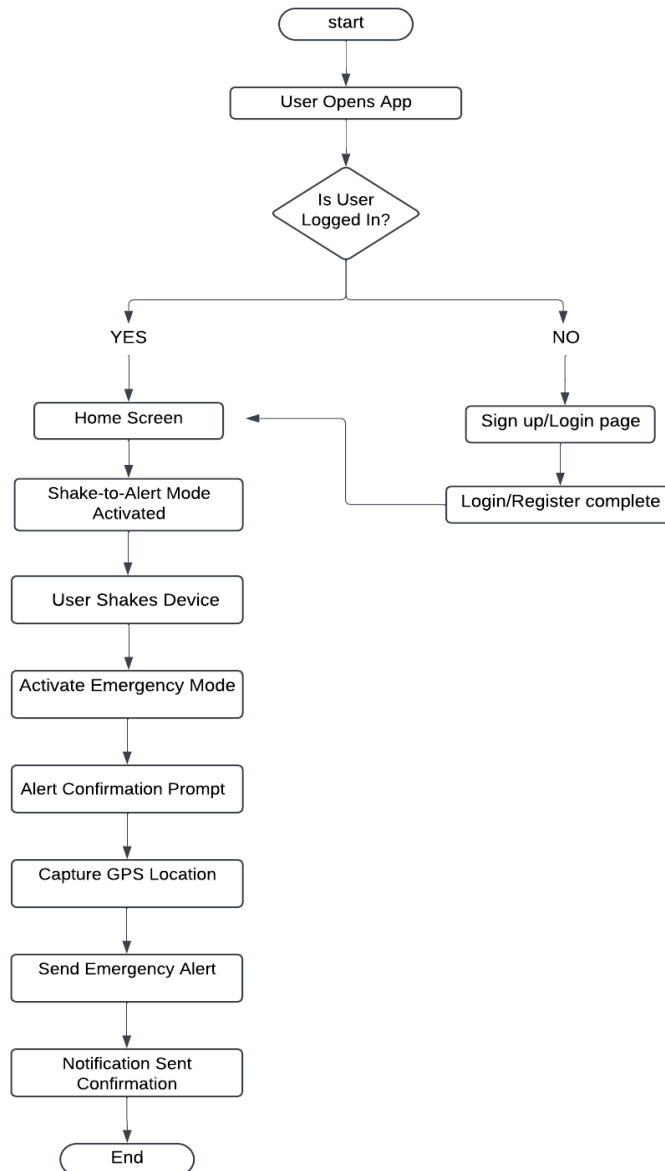 start
User Opens App
Is User
Logged In?
YES
NO
Home Screen
Sign up/Login page
Shake-to-Alert Mode
Activated
Login/Register complete
User Shakes Device
Activate Emergency Mode
Alert Confirmation Prompt
Capture GPS Location
Send Emergency Alert
Notification Sent
Confirmation
End